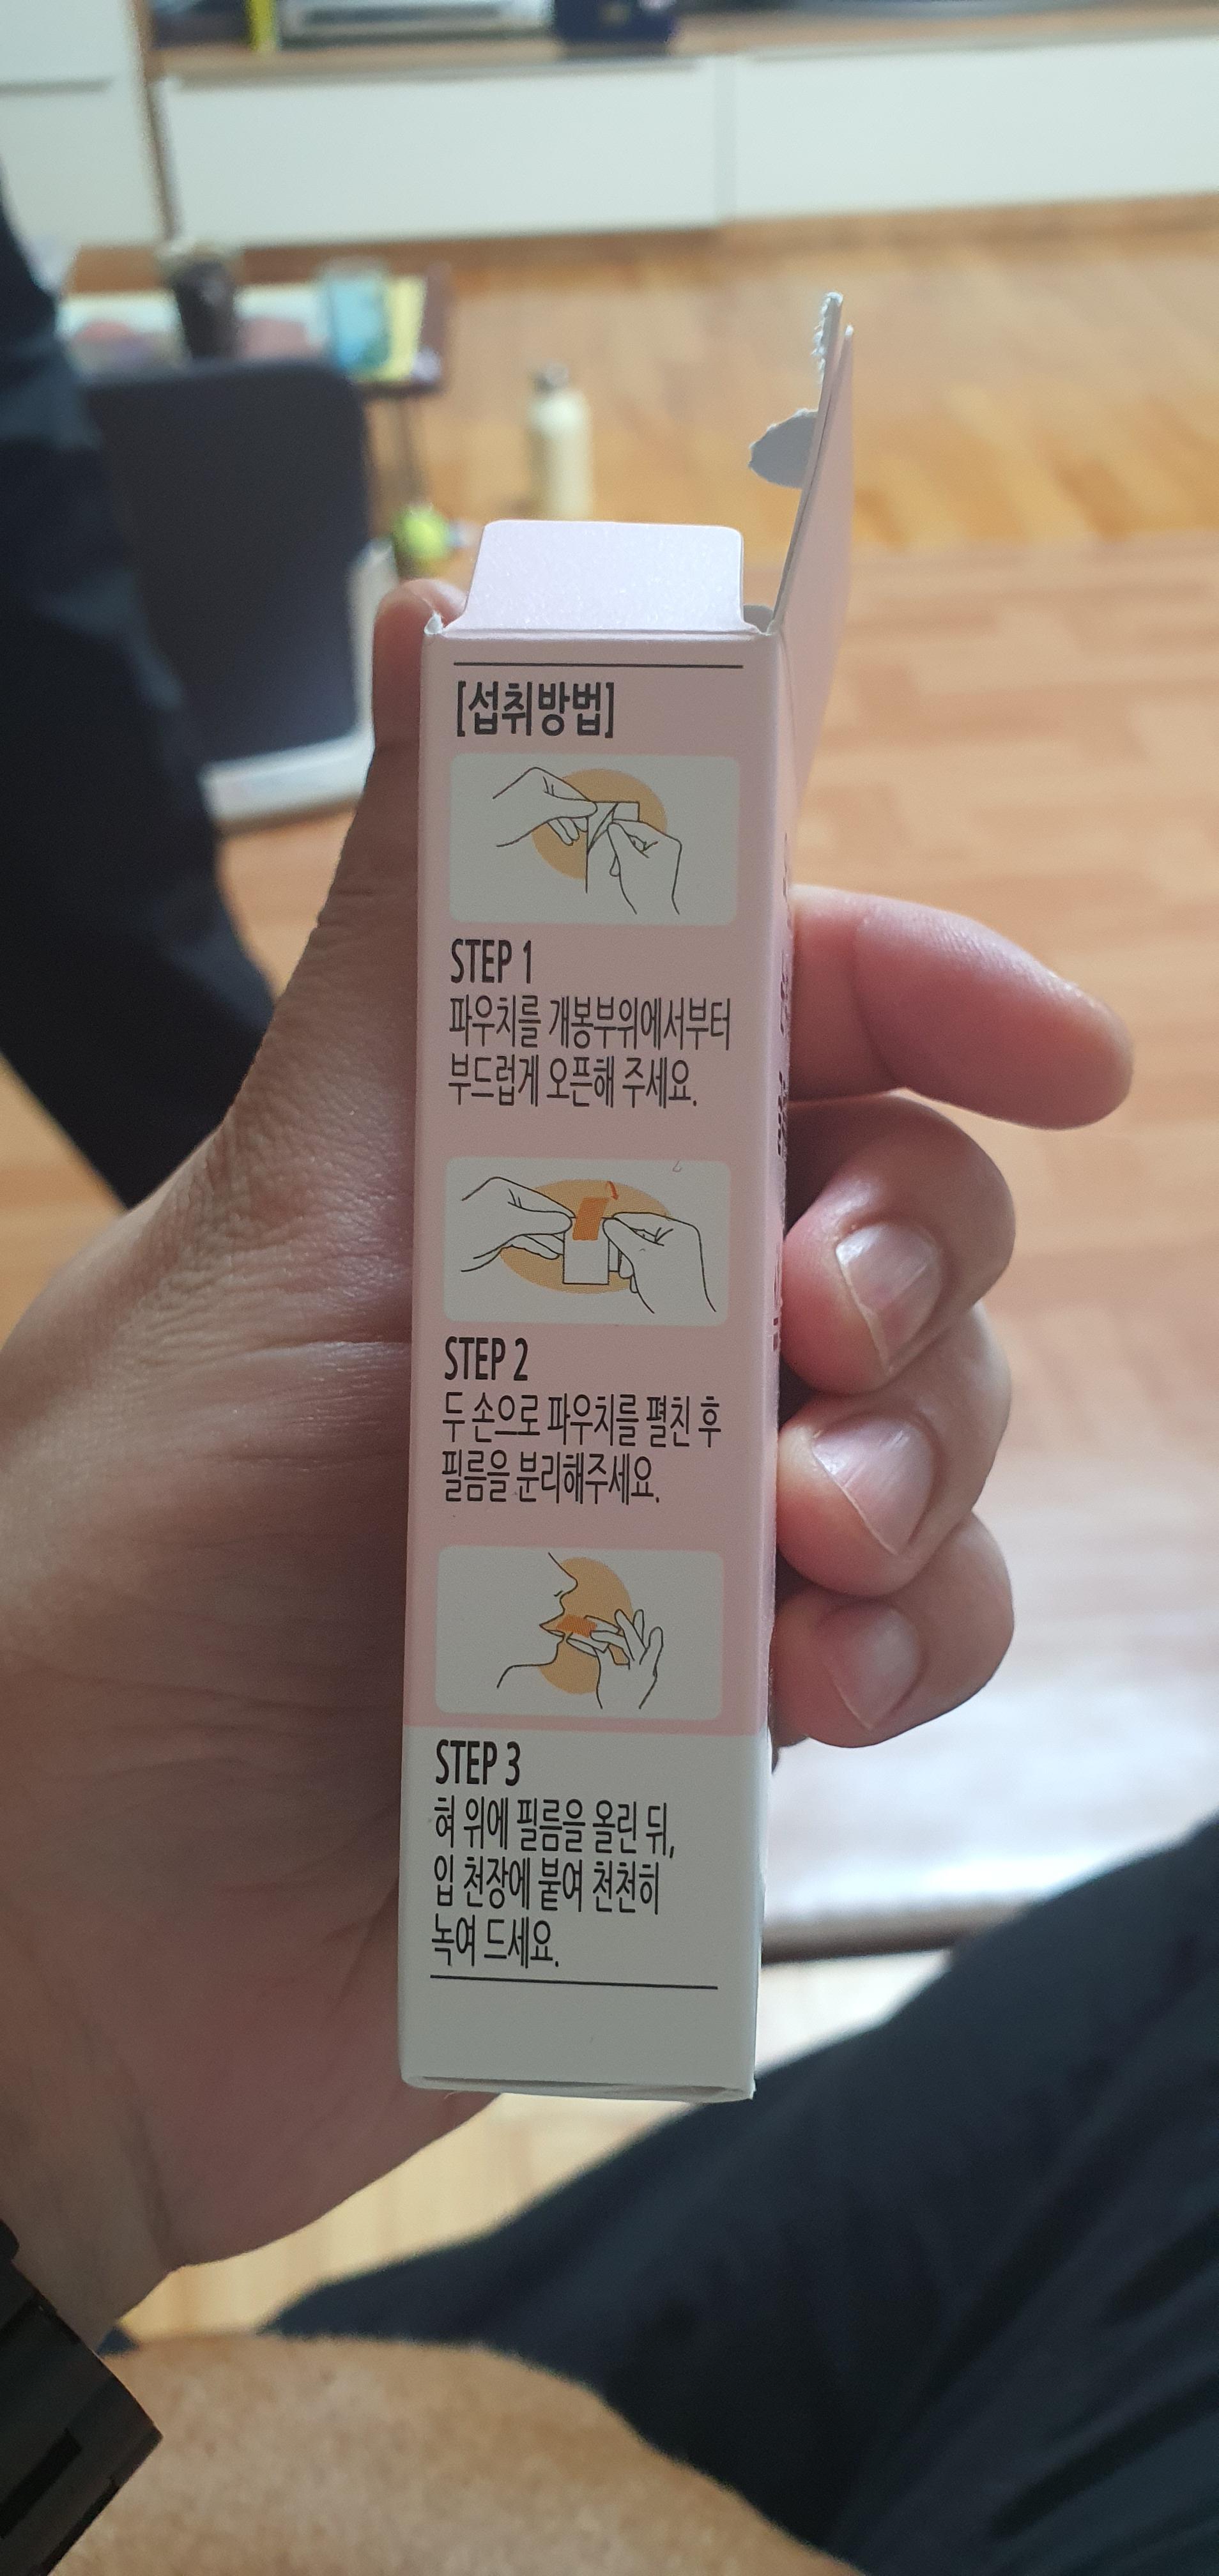 [섭취방법]
STEP 1
파우치를 개봉부위에서부터
부드럽게 오픈해 주세요.
STEP 2
두 손으로 파우치를 펼친 후
필름을 분리해주세요.
STEP 3
혀 위에 필름을 올린 뒤,
입 천장에 붙여 천천히
녹여 드세요.